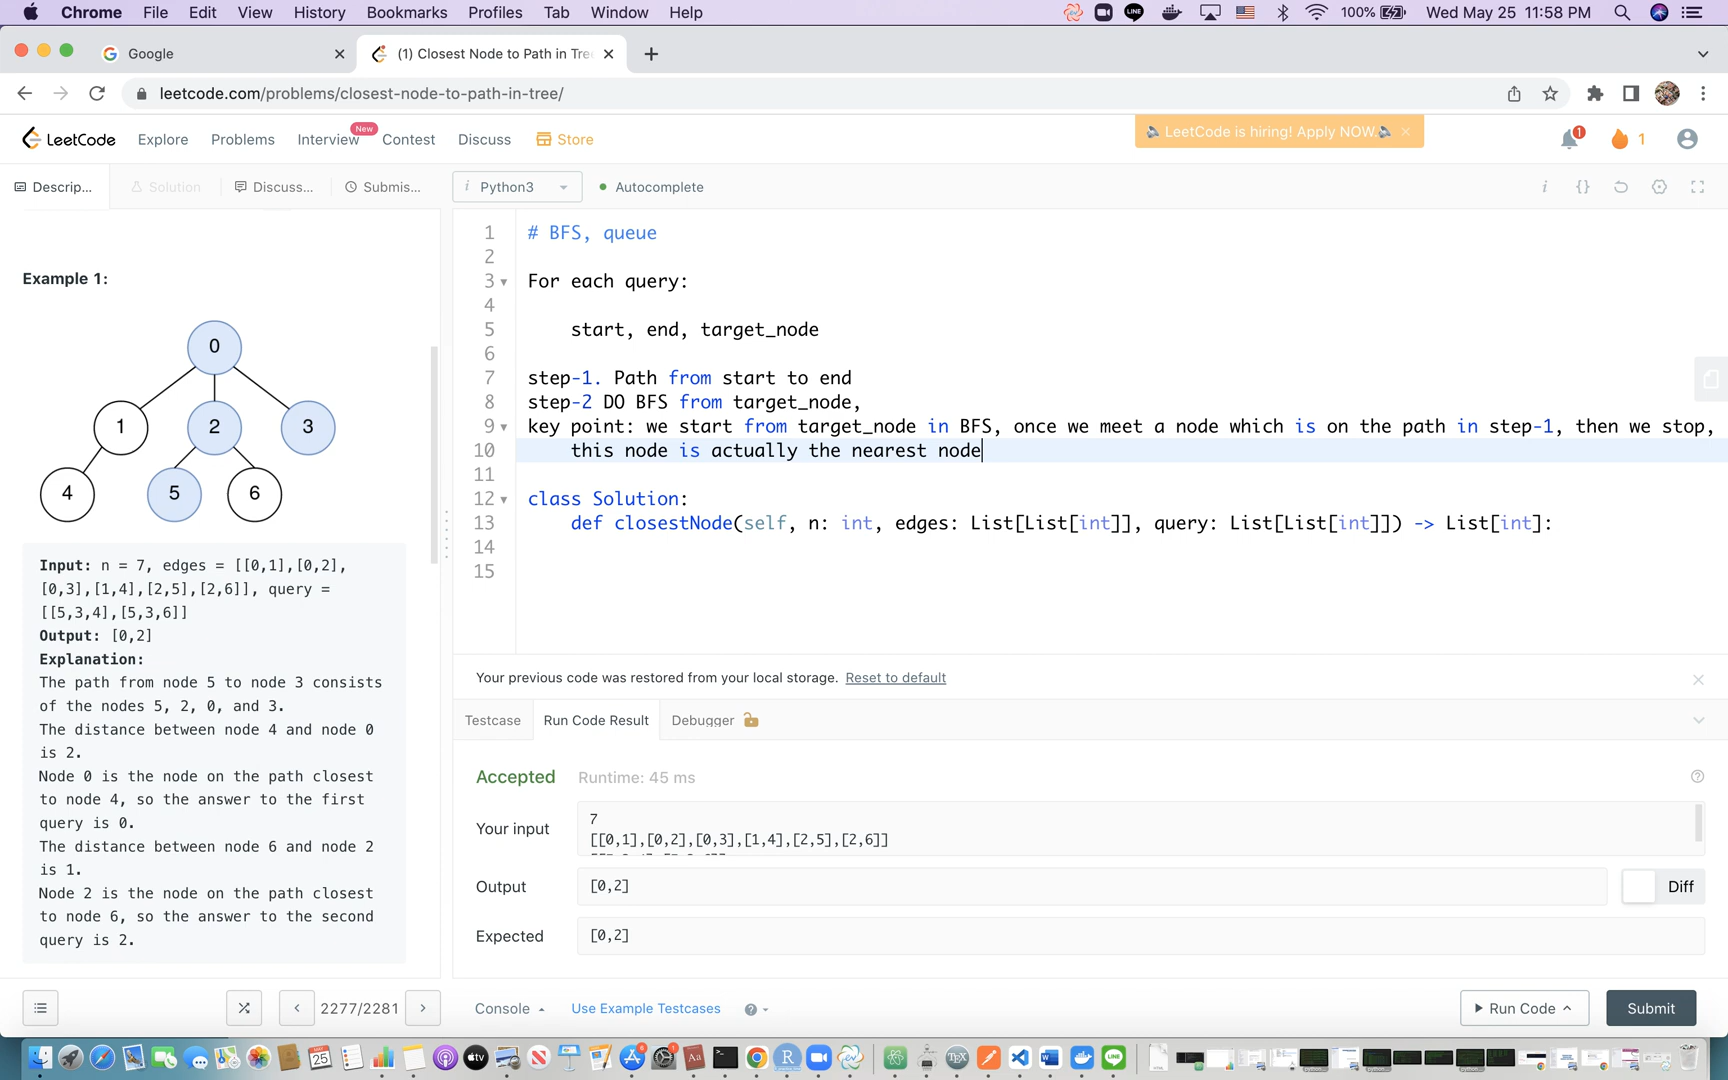 Chrome File Edit View History Bookmarks Profiles Tab Window Help 100% Wed May 25 11:58 PM
Google
(1) Closest Node to Path in Tree
leetcode.com/problems/closest-node-to-path-in-tree/
LeetCode Explore Problems Interview New Contest Discuss Store
LeetCode is hiring! Apply NOW.
1
1
Descrip... Solution Discuss... Submis...
i Python3 Autocomplete
Example 1:
0
1 2 3
4 5 6
Input: n = 7, edges = [[0,1],[0,2],
[0,3],[1,4],[2,5],[2,6]], query =
[[5,3,4],[5,3,6]]
Output: [0,2]
Explanation:
The path from node 5 to node 3 consists
of the nodes 5, 2, 0, and 3.
The distance between node 4 and node 0
is 2.
Node 0 is the node on the path closest
to node 4, so the answer to the first
query is 0.
The distance between node 6 and node 2
is 1.
Node 2 is the node on the path closest
to node 6, so the answer to the second
query is 2.
1 # BFS, queue
2
3 For each query:
4
5 start, end, target_node
6
7 step-1. Path from start to end
8 step-2 DO BFS from target_node,
9 key point: we start from target_node in BFS, once we meet a node which is on the path in step-1, then we stop,
10 this node is actually the nearest node
11
12 class Solution:
13 def closestNode(self, n: int, edges: List[List[int]], query: List[List[int]]) -> List[int]:
14
15
Your previous code was restored from your local storage. Reset to default
Testcase Run Code Result Debugger
Accepted Runtime: 45 ms
Your input
7
[[0,1],[0,2],[0,3],[1,4],[2,5],[2,6]]
Output [0,2] Diff
Expected [0,2]
2277/2281
Console Use Example Testcases Run Code Submit